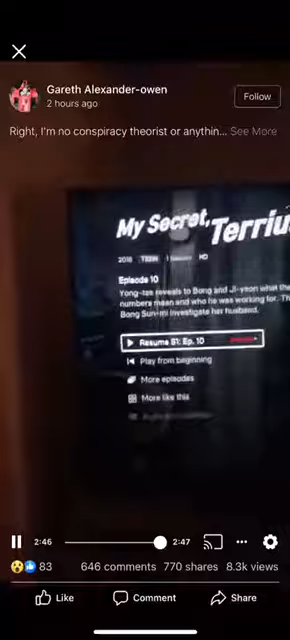 Gareth Alexander-owen
2 hours ago
Follow
Right, I'm no conspiracy theorist or anythin... See More
My Secret, Terriu
2018 HD
Episode 10
Yong-tae reveals to Bong and Ji-yeon what the
numbers mean and who he was working for. Th
Bong Sun-mi investigate her husband.
Resume S1: Ep. 10
Play from beginning
More episodes
More like this
2:46
2:47
83
646 comments 770 shares 8.3k views
Like
Comment
Share